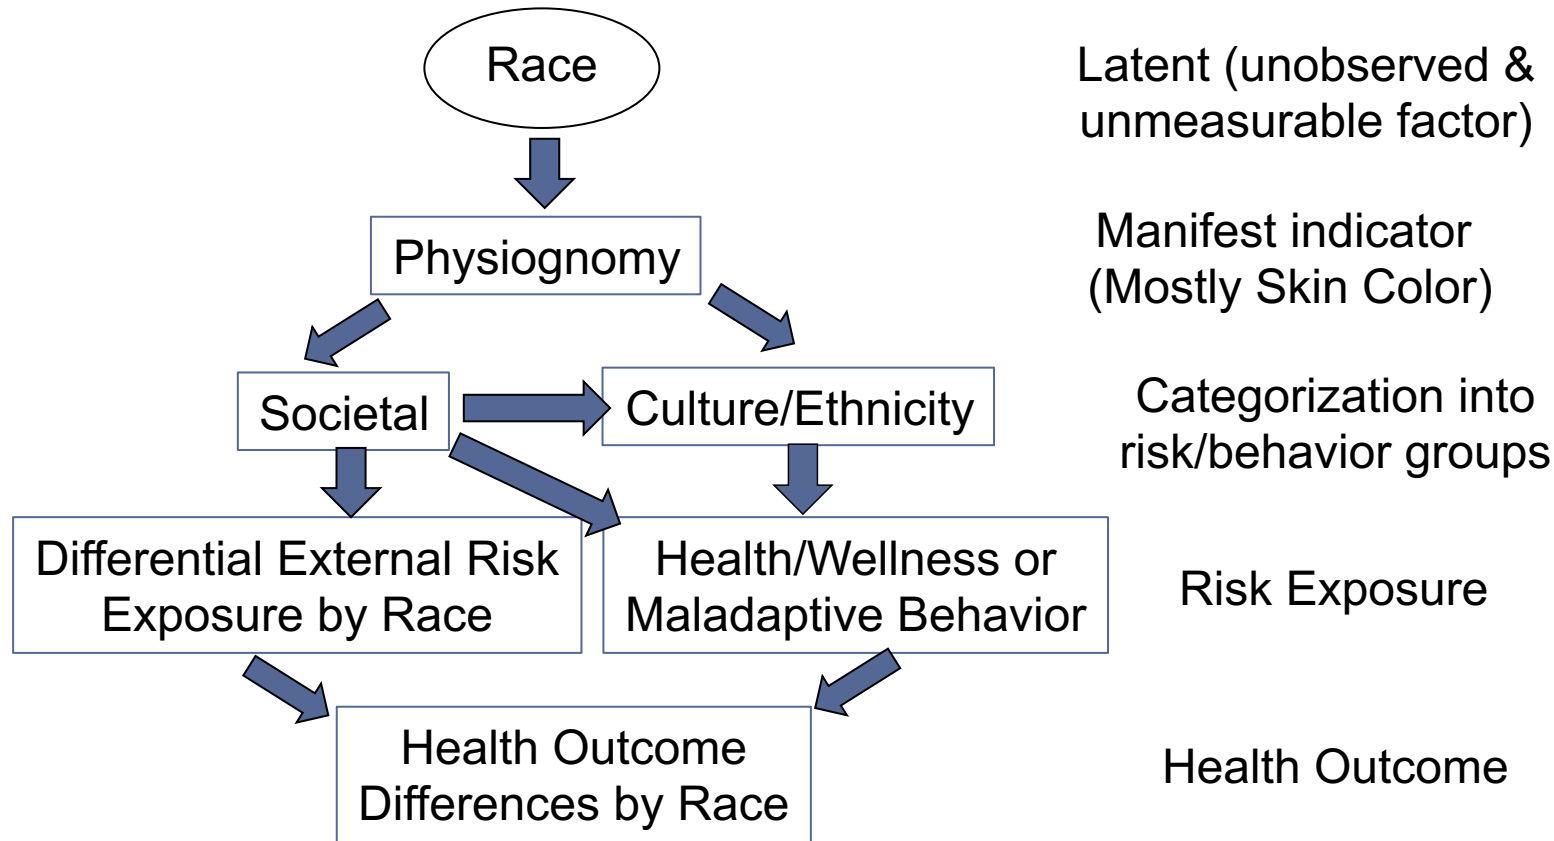 Race
Latent (unobserved &
unmeasurable factor)
Physiognomy
Manifest indicator
(Mostly Skin Color)
Societal
Culture/Ethnicity
Categorization into
risk/behavior groups
Differential External Risk
Exposure by Race
Health/Wellness or
Maladaptive Behavior
Risk Exposure
Health Outcome
Differences by Race
Health Outcome